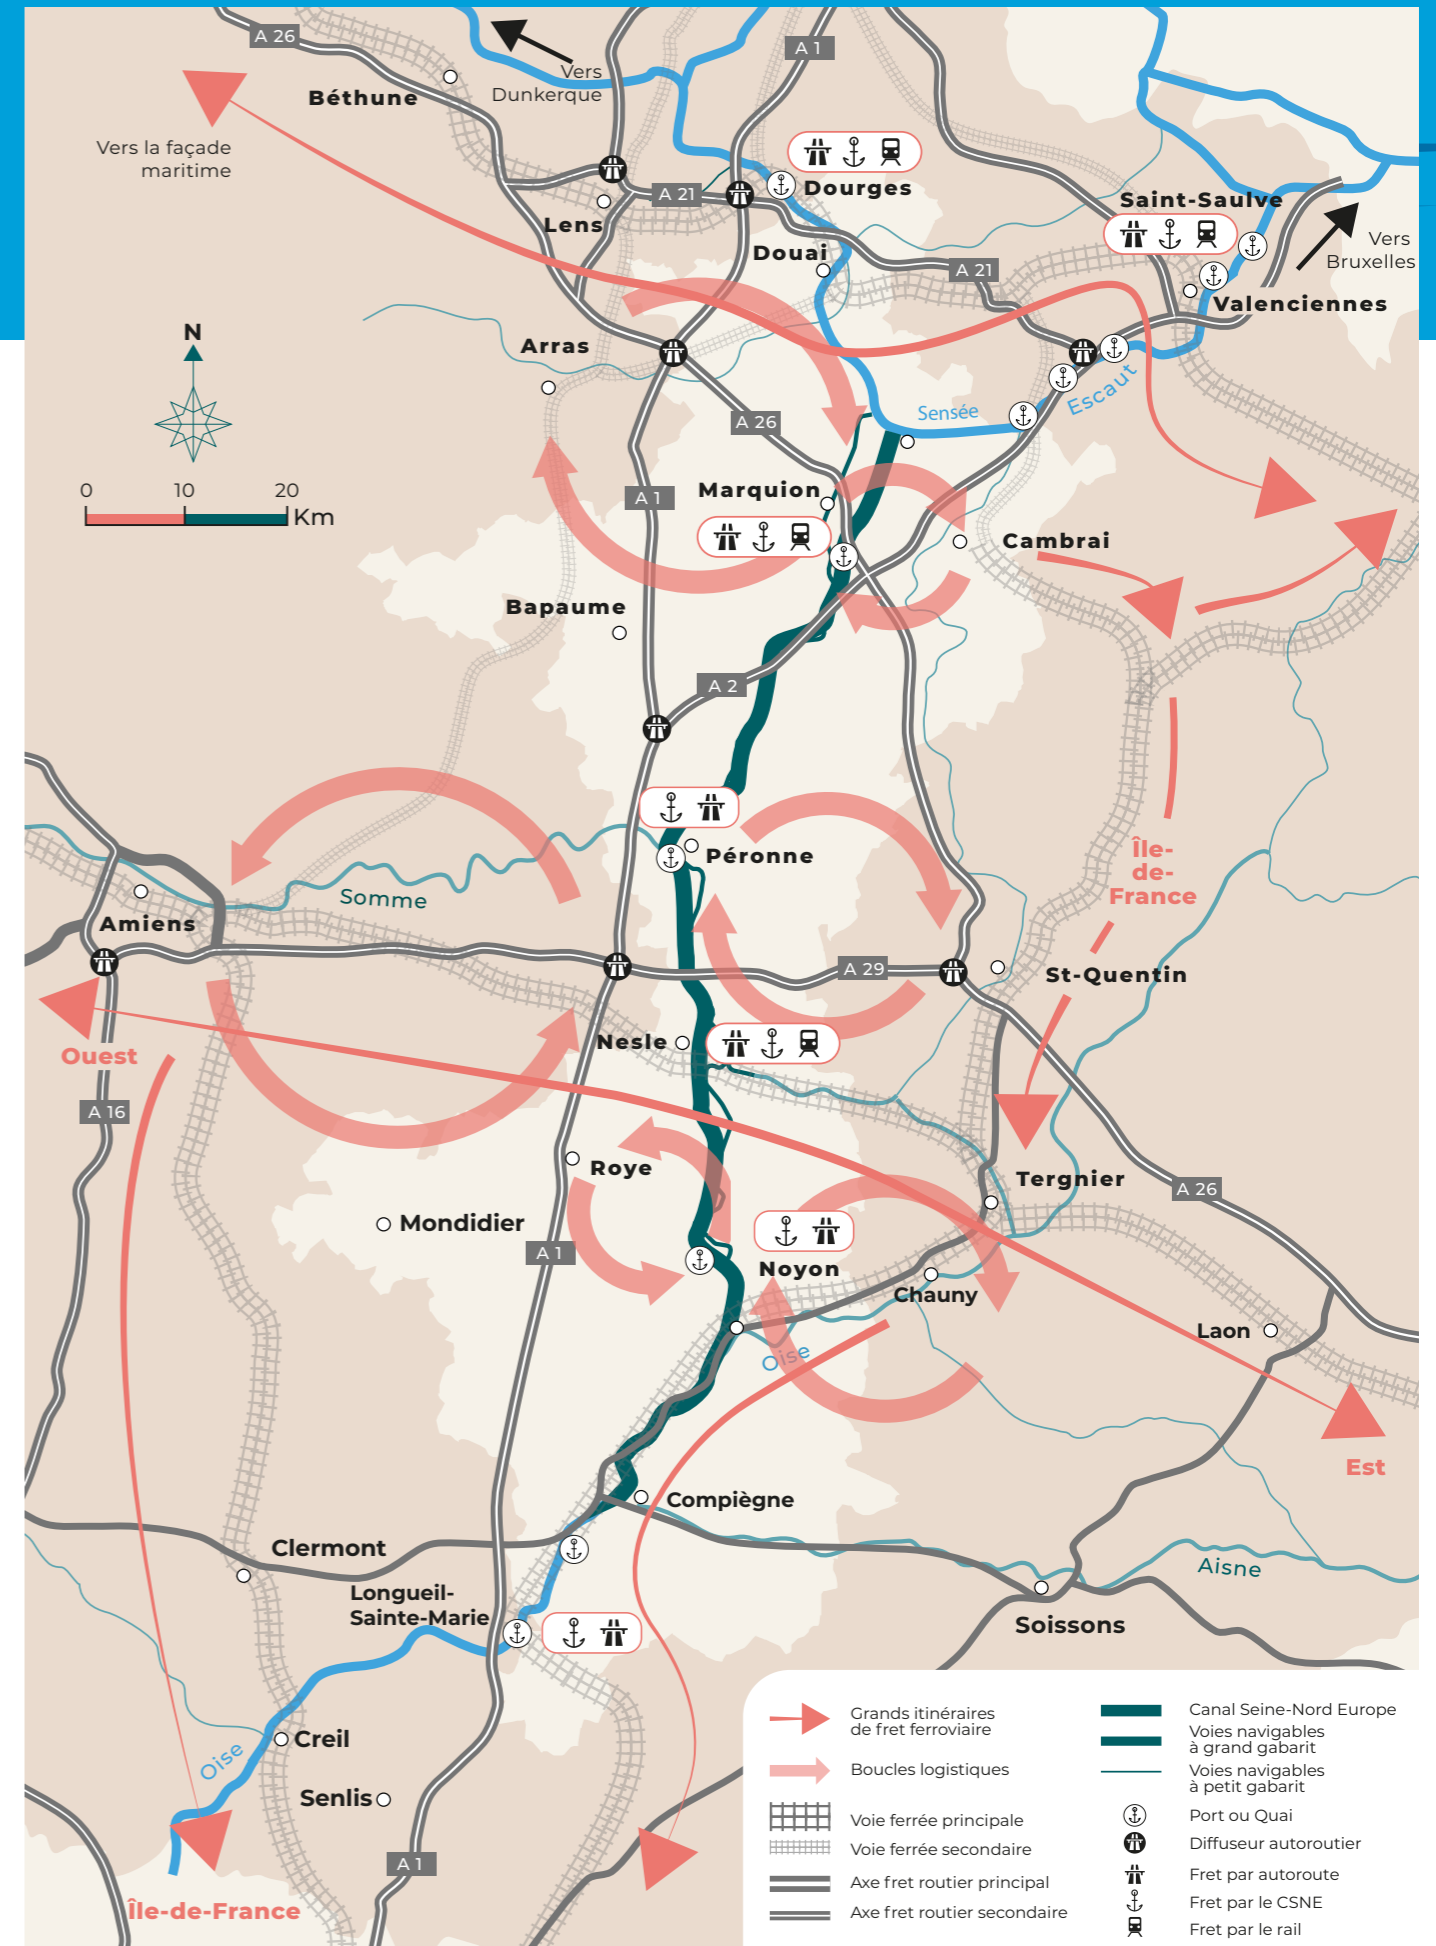 A 26
A 1
Vers
Dunkerque
Béthune
Vers la façade
maritime
A 21
Dourges
Lens
Saint-Saulve
Vers
Bruxelles
Douai
A 21
Valenciennes
N
Arras
Escaut
Sensée
A 26
0 10 20
Km
A 1
Marquion
Cambrai
Bapaume
A 2
Péronne
Île-
de-
France
Somme
Amiens
A 29
St-Quentin
Nesle
Ouest
A 16
Roye
Tergnier
A 26
Mondidier
A 1
Noyon
Chauny
Laon
Oise
Est
Compiègne
Clermont
Aisne
Longueil-
Sainte-Marie
Soissons
Creil
Oise
Senlis
A 1
Île-de-France
Grands itinéraires
de fret ferroviaire
Boucles logistiques
Voie ferrée principale
Voie ferrée secondaire
Axe fret routier principal
Axe fret routier secondaire
Canal Seine-Nord Europe
Voies navigables
à grand gabarit
Voies navigables
à petit gabarit
Port ou Quai
Diffuseur autoroutier
Fret par autoroute
Fret par le CSNE
Fret par le rail